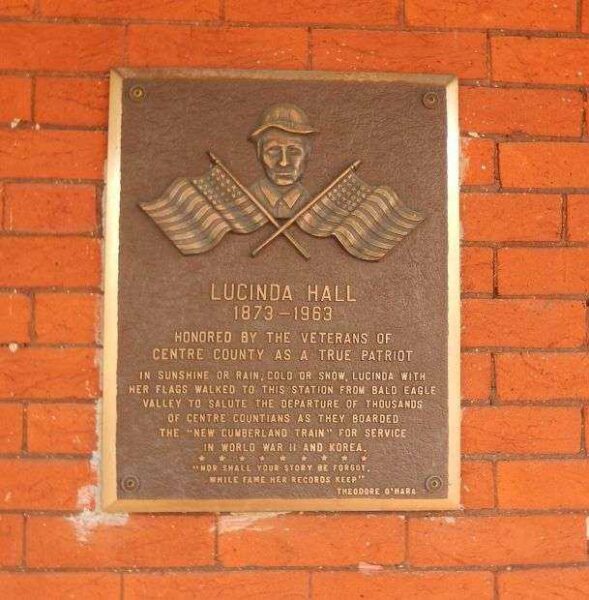 LUCINDA HALL
1873-1963
HONORED BY THE VETERANS OF
CENTRE COUNTY AS A TRUE PATRIOT
IN SUNSHINE OR RAIN, COLD OR SNOW, LUCINDA WITH
HER FLAGS WALKED TO THIS STATION FROM BALD EAGLE
VALLEY TO SALUTE THE DEPARTURE OF THOUSANDS
OF CENTRE COUNTIANS AS THEY BOARDED
THE "NEW CUMBERLAND TRAIN" FOR SERVICE
IN WORLD WAR II AND KOREA.
"NOR SHALL YOUR STORY BE FORGOT,
WHILE FAME HER RECORDS KEEP"
THEODORE O'HARA